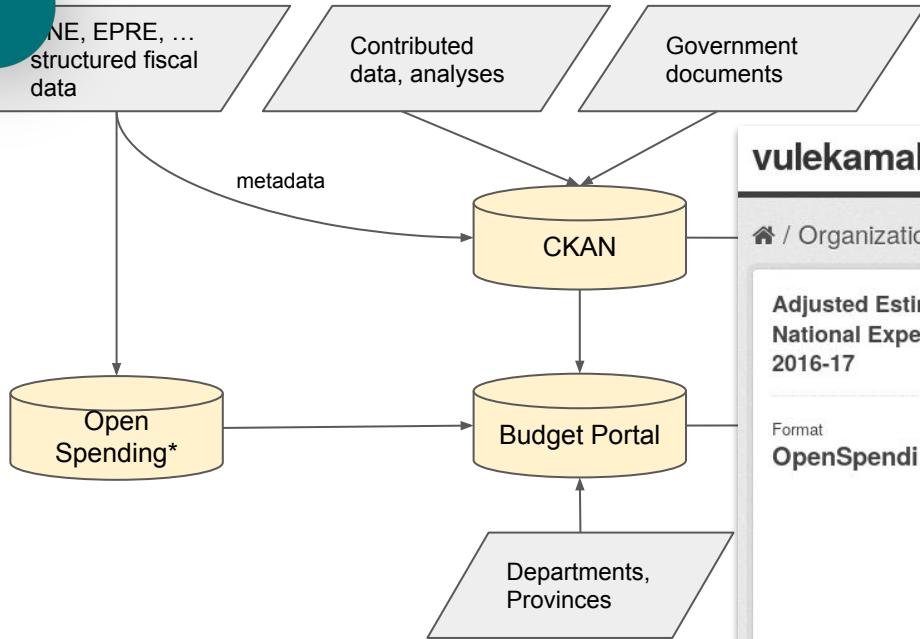 NE, EPRE, …
structured fiscal
data
Contributed
data, analyses
Government
documents
metadata
CKAN
Open
Spending*
Budget Portal
Departments,
Provinces
vulekamal
/ Organizatio
Adjusted Esti
National Expe
2016-17
Format
OpenSpendi